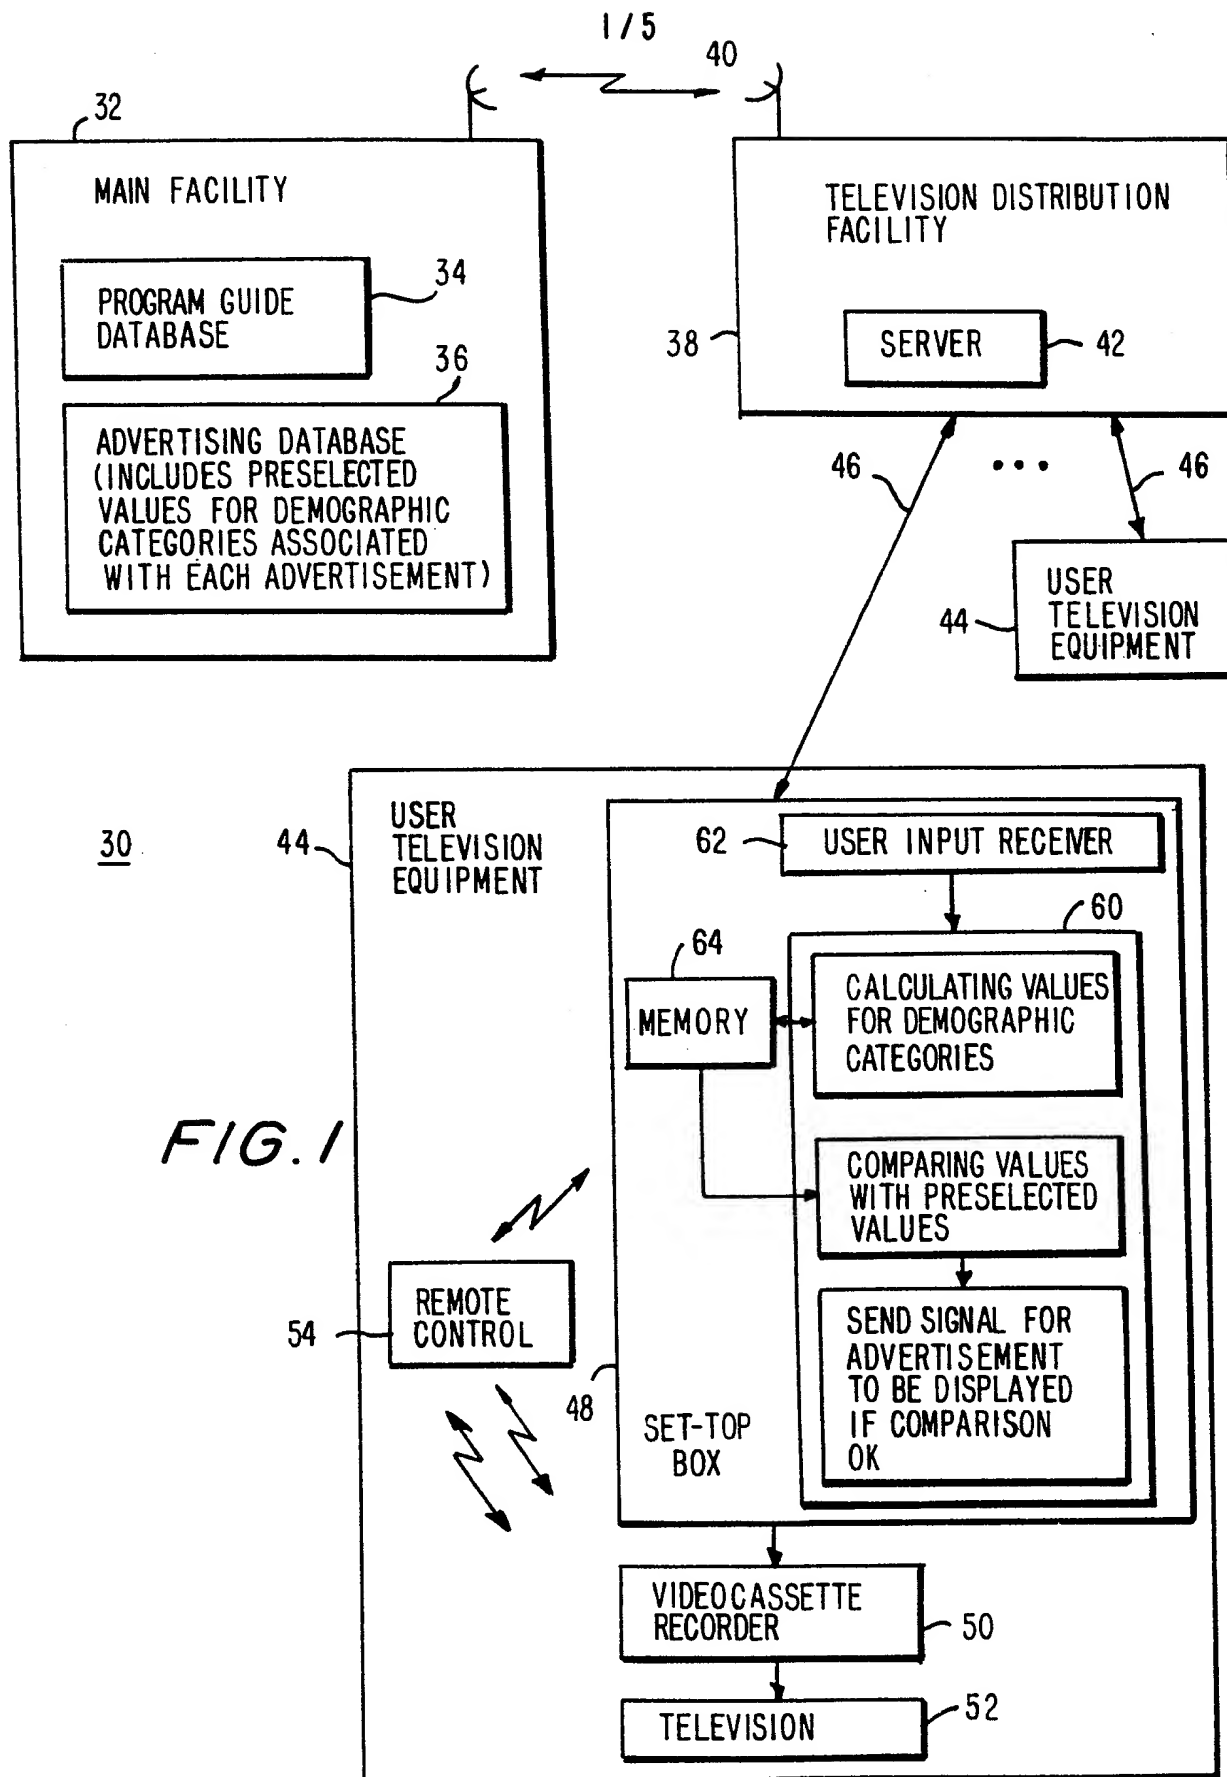 1/5
40
32
MAIN FACILITY
34
PROGRAM GUIDE
DATABASE
36
ADVERTISING DATABASE
(INCLUDES PRESELECTED
VALUES FOR DEMOGRAPHIC
CATEGORIES ASSOCIATED
WITH EACH ADVERTISEMENT)
TELEVISION DISTRIBUTION
FACILITY
38
SERVER
42
46
...
46
44
USER
TELEVISION
EQUIPMENT
30
44
USER
TELEVISION
EQUIPMENT
62
USER INPUT RECEIVER
60
64
MEMORY
CALCULATING VALUES
FOR DEMOGRAPHIC
CATEGORIES
FIG. 1
COMPARING VALUES
WITH PRESELECTED
VALUES
54
REMOTE
CONTROL
SEND SIGNAL FOR
ADVERTISEMENT
TO BE DISPLAYED
IF COMPARISON
OK
48
SET-TOP
BOX
VIDEOCASSETTE
RECORDER
50
TELEVISION
52